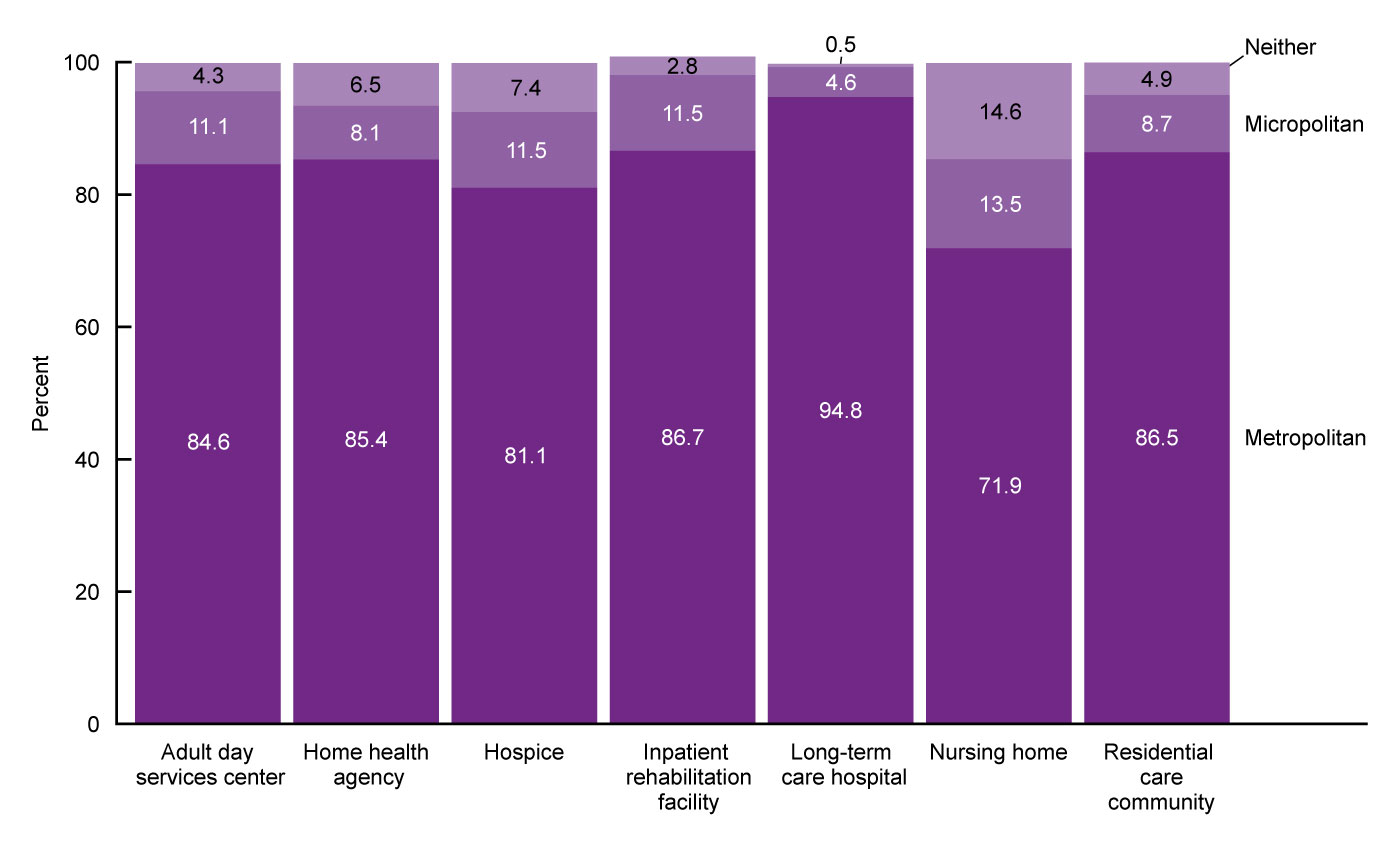 0.5
Neither
100
4.3
6.5
7.4
2.8
4.6
14.6
4.9
11.1
8.1
11.5
11.5
13.5
8.7
Micropolitan
80
60
Percent
84.6
85.4
81.1
86.7
94.8
71.9
86.5
Metropolitan
40
20
0
Adult day
services center
Home health
agency
Hospice
Inpatient
rehabilitation
facility
Long-term
care hospital
Nursing home
Residential
care
community